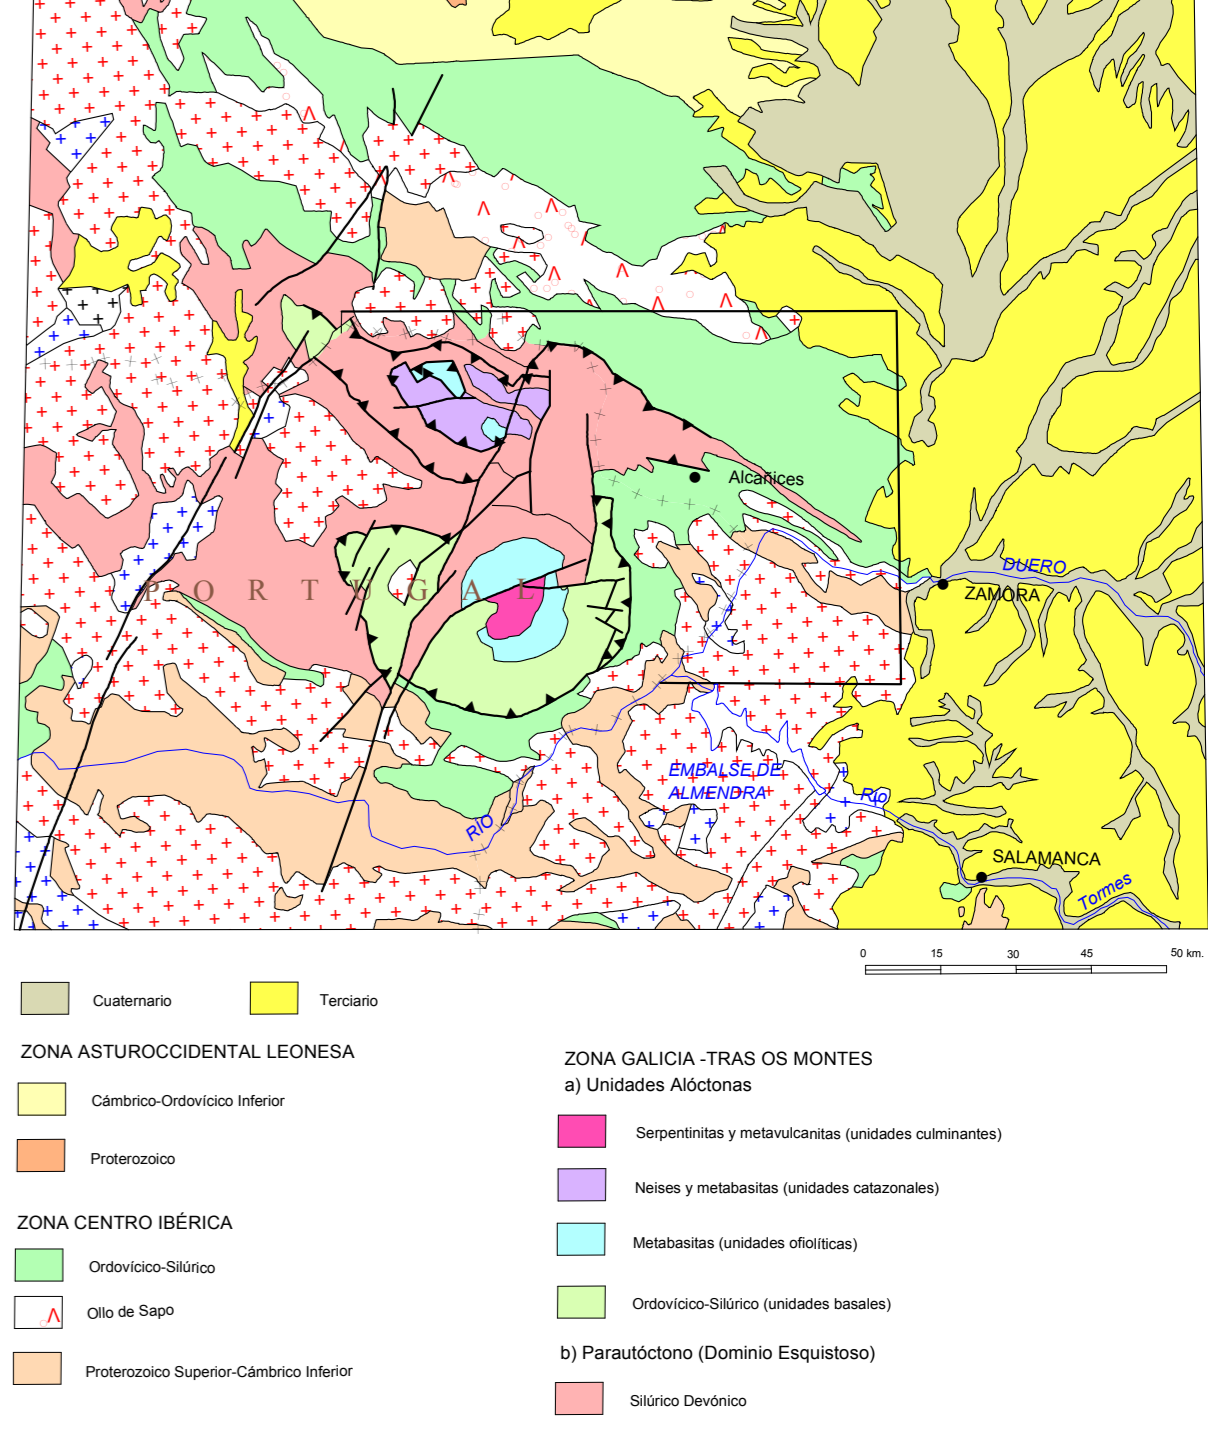 Alcañices
DUERO
ZAMORA
P O R T U G A L
EMBALSE DE
ALMENDRA
Río
RIO
SALAMANCA
Tormes
0 15 30 45 50 km.
Cuaternario
Terciario
ZONA ASTUROCCIDENTAL LEONESA
Cámbrico-Ordovícico Inferior
Proterozoico
ZONA CENTRO IBÉRICA
Ordovícico-Silúrico
Ollo de Sapo
Proterozoico Superior-Cámbrico Inferior
ZONA GALICIA -TRAS OS MONTES
a) Unidades Alóctonas
Serpentinitas y metavulcanitas (unidades culminantes)
Neises y metabasitas (unidades catazonales)
Metabasitas (unidades ofiolíticas)
Ordovícico-Silúrico (unidades basales)
b) Parautóctono (Dominio Esquistoso)
Silúrico Devónico